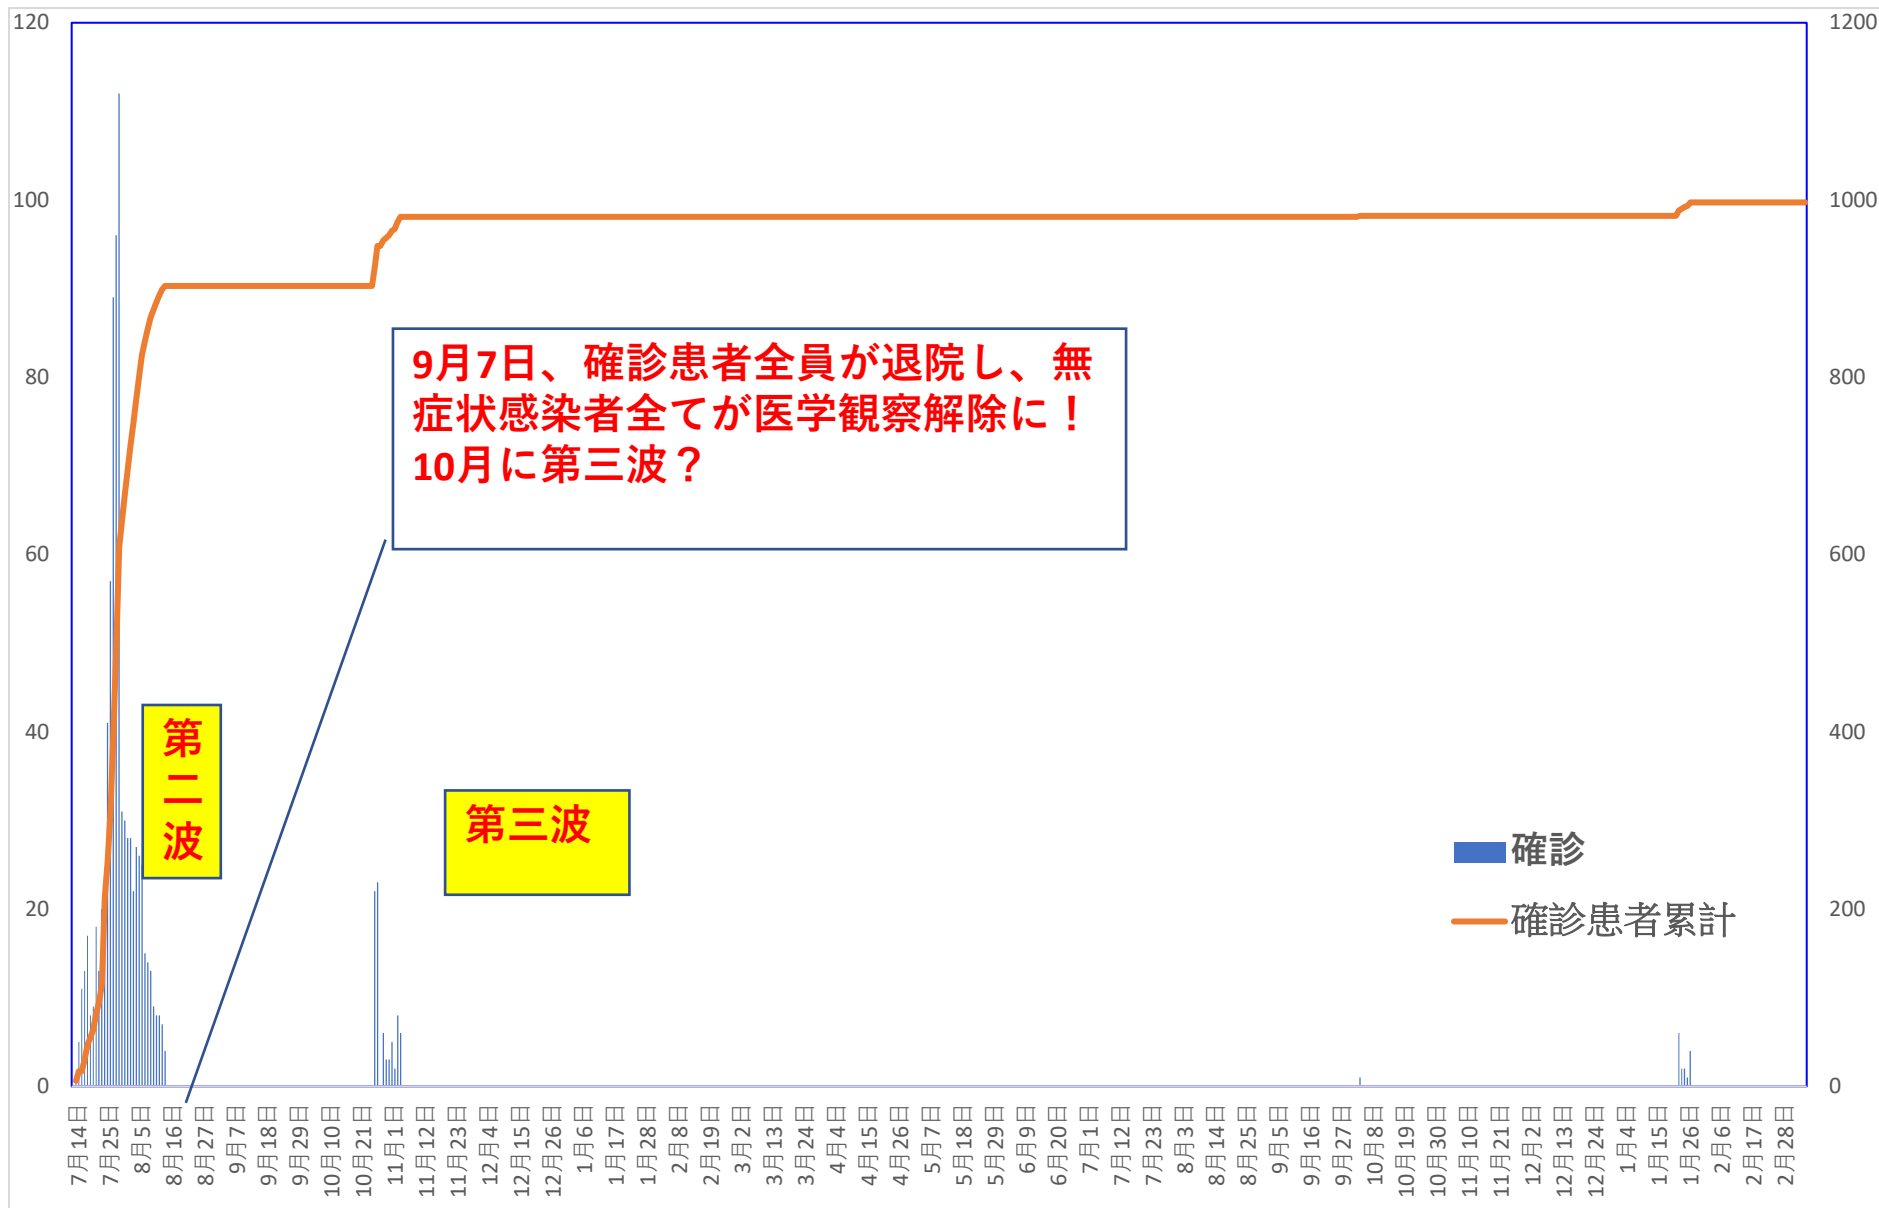 120
100
80
60
40
20
0
1200
1000
800
600
400
200
0
9月7日、確診患者全員が退院し、無
症状感染者全てが医学観察解除に！
10月に第三波？
第二波
第三波
確診
確診患者累計
7月14日
7月25日
8月5日
8月16日
8月27日
9月7日
9月18日
9月29日
10月10日
10月21日
11月1日
11月12日
11月23日
12月4日
12月15日
12月26日
1月6日
1月17日
1月28日
2月8日
2月19日
3月2日
3月13日
3月24日
4月4日
4月15日
4月26日
5月7日
5月18日
5月29日
6月9日
6月20日
7月1日
7月12日
7月23日
8月3日
8月14日
8月25日
9月5日
9月16日
9月27日
10月8日
10月19日
10月30日
11月10日
11月21日
12月2日
12月13日
12月24日
1月4日
1月15日
1月26日
2月6日
2月17日
2月28日